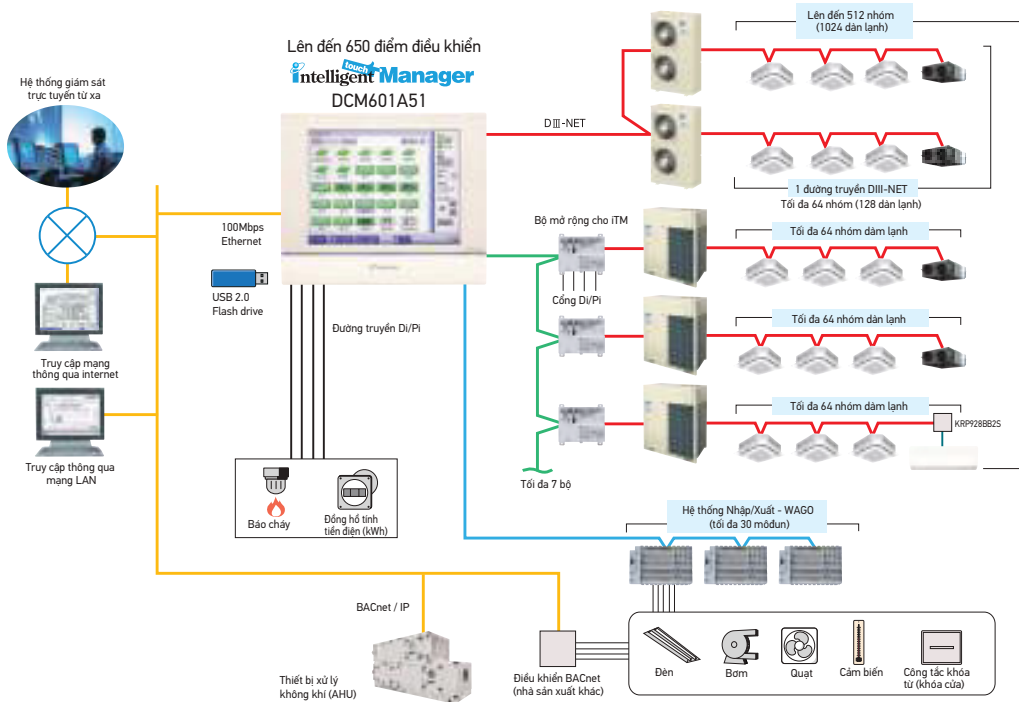 Lên đến 650 điểm điều khiển
touch
intelligent Manager
DCM601A51
Hệ thống giám sát
trực tuyến từ xa
100Mbps
Ethernet
USB 2.0
Flash drive
Truy cập mạng
thông qua internet
Truy cập thông qua
mạng LAN
Đường truyền Di/Pi
Báo cháy
Đồng hồ tính
tiền điện (kWh)
DIII-NET
Lên đến 512 nhóm
(1024 dàn lạnh)
1 đường truyền DIII-NET
Tối đa 64 nhóm (128 dàn lạnh)
Bộ mở rộng cho iTM
Cổng Di/Pi
Tối đa 64 nhóm dàm lạnh
Tối đa 64 nhóm dàn lạnh
Tối đa 64 nhóm dàm lạnh
KRP928BB2S
Tối đa 7 bộ
Hệ thống Nhập/Xuất - WAGO
(tối đa 30 môđun)
BACnet / IP
Thiết bị xử lý
không khí (AHU)
Điều khiển BACnet
(nhà sản xuất khác)
Đèn
Bơm
Quạt
Cảm biến
Công tắc khóa
từ (khóa cửa)